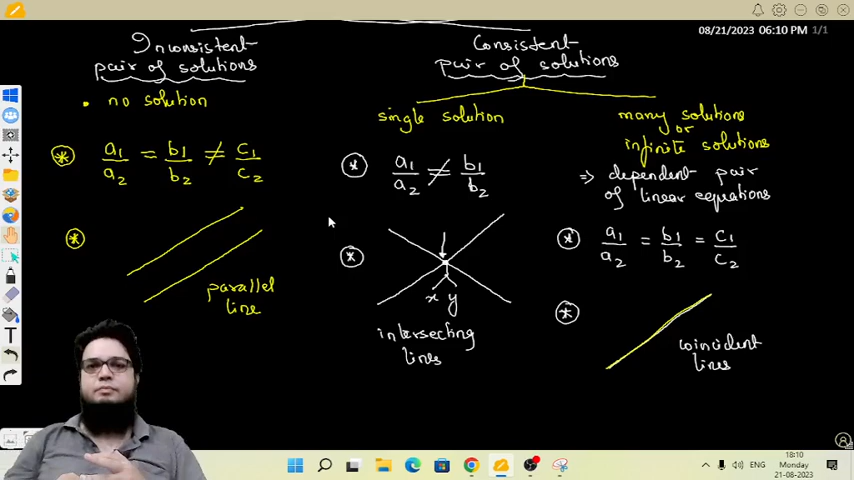 08/21/2023 06:10 PM 1/1
Inconsistent
pair of solutions
• no solution
a1/a2 = b1/b2 ≠ c1/c2
parallel
line
Consistent
pair of solutions
single solution
a1/a2 ≠ b1/b2
x y
intersecting
lines
many solutions
or
infinite solutions
⇒ dependent pair
of linear equations
a1/a2 = b1/b2 = c1/c2
coincident
lines
T
ENG
18:10
Monday
21-08-2023